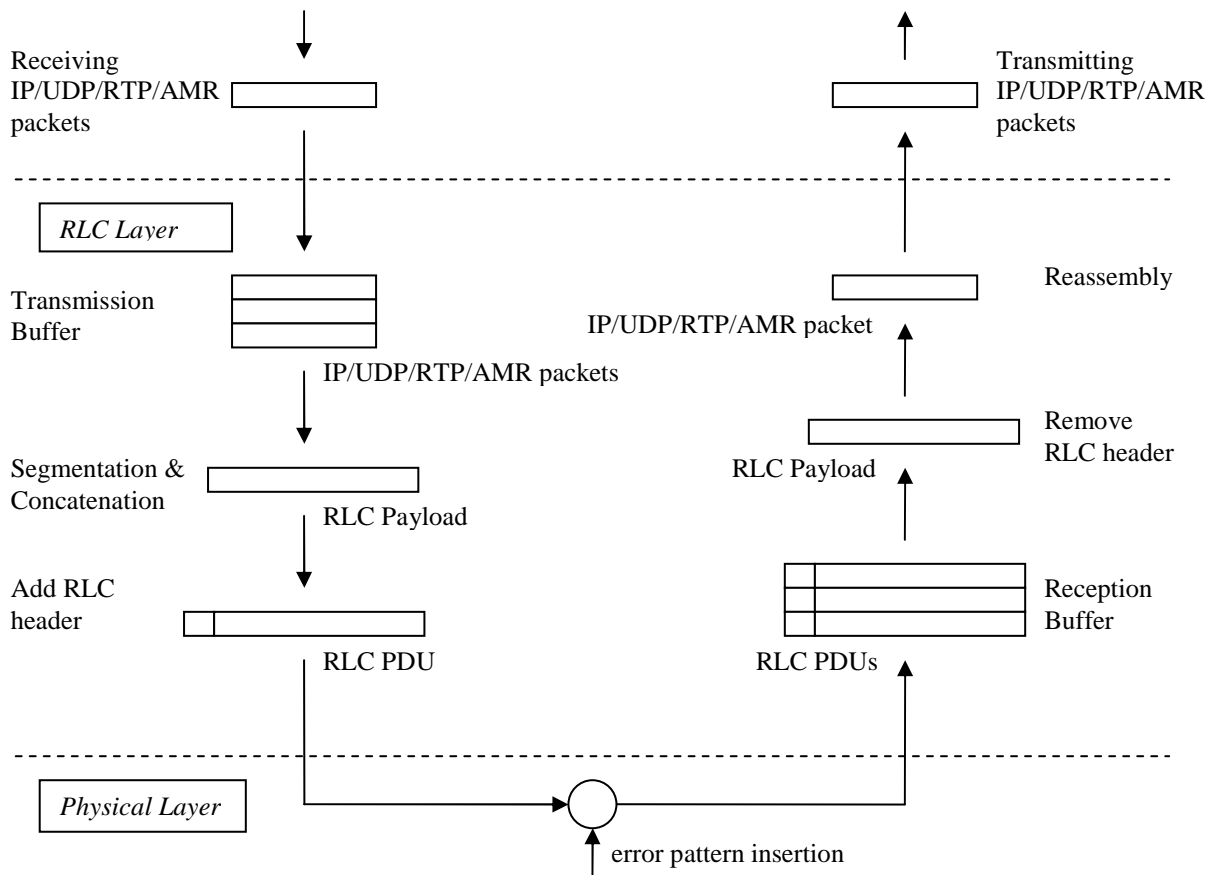 Receiving
IP/UDP/RTP/AMR
packets
Transmitting
IP/UDP/RTP/AMR
packets
RLC Layer
Transmission
Buffer
IP/UDP/RTP/AMR packets
Reassembly
IP/UDP/RTP/AMR packet
Segmentation &
Concatenation
RLC Payload
Remove
RLC header
RLC Payload
Add RLC
header
RLC PDU
Reception
Buffer
RLC PDUs
Physical Layer
error pattern insertion